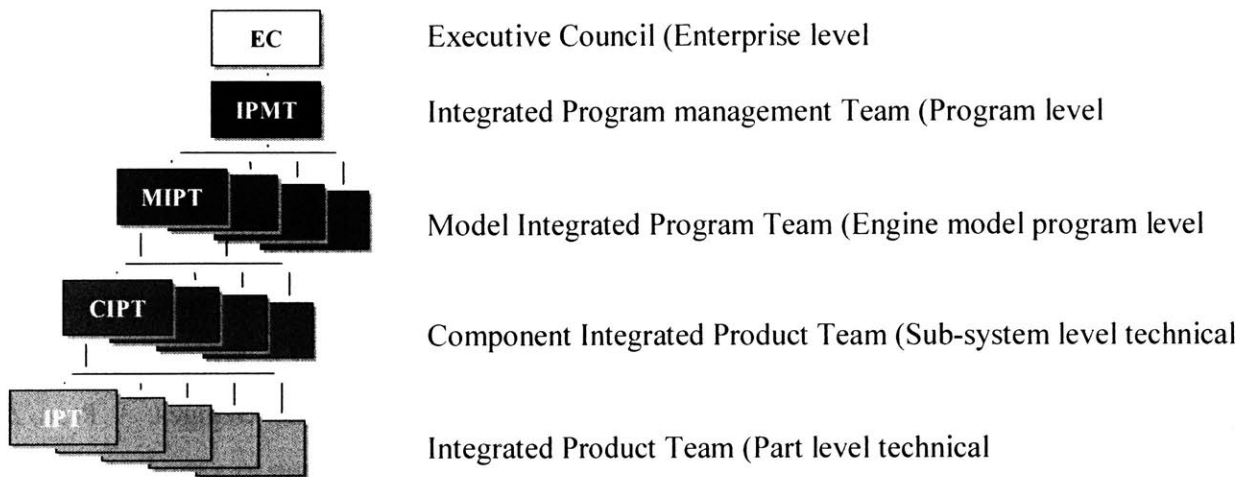 EC
Executive Council (Enterprise level
IPMT
Integrated Program management Team (Program level
MIPT
Model Integrated Program Team (Engine model program level
CIPT
Component Integrated Product Team (Sub-system level technical
IPT
Integrated Product Team (Part level technical